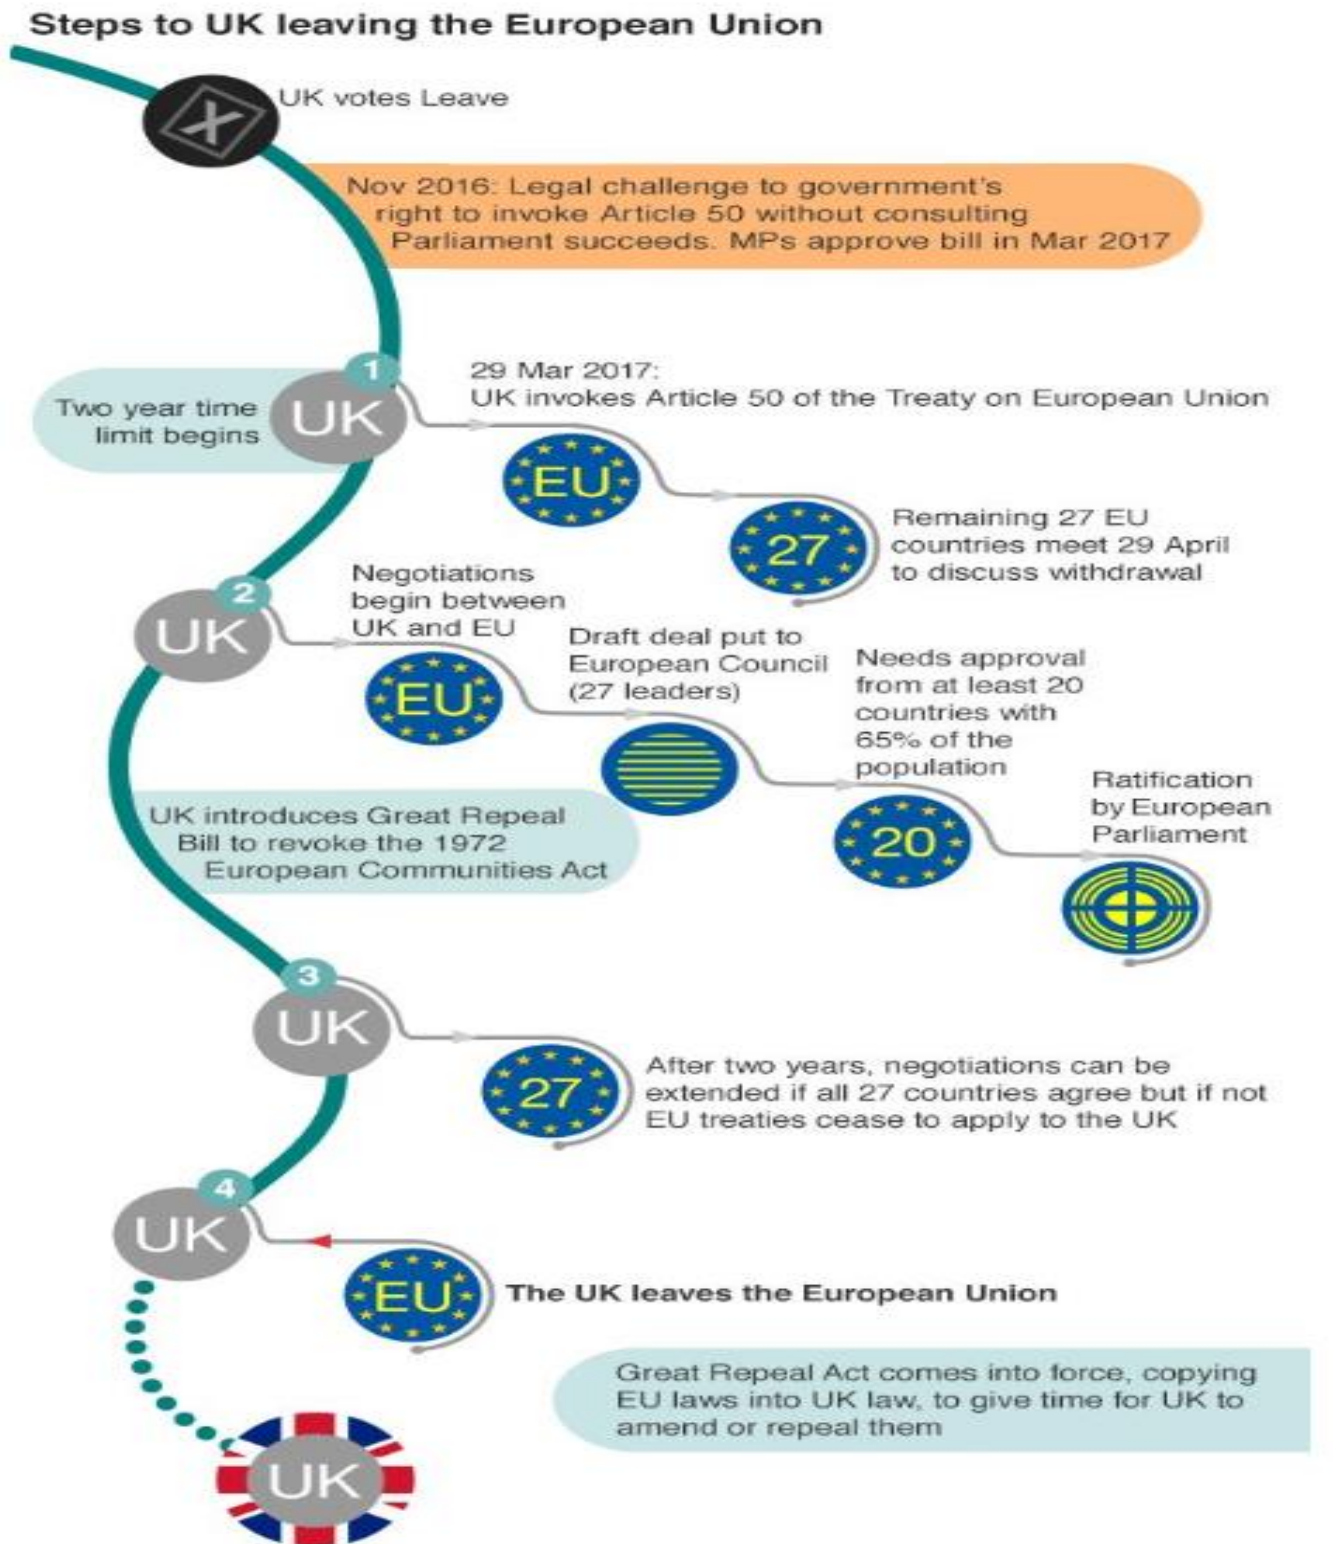 Steps to UK leaving the European Union
UK votes Leave
Nov 2016: Legal challenge to government's
right to invoke Article 50 without consulting
Parliament succeeds. MPs approve bill in Mar 2017
1
UK
Two year time
limit begins
29 Mar 2017:
UK invokes Article 50 of the Treaty on European Union
EU
27
Remaining 27 EU
countries meet 29 April
to discuss withdrawal
2
UK
Negotiations
begin between
UK and EU
EU
Draft deal put to
European Council
(27 leaders)
Needs approval
from at least 20
countries with
65% of the
population
20
Ratification
by European
Parliament
UK introduces Great Repeal
Bill to revoke the 1972
European Communities Act
3
UK
27
After two years, negotiations can be
extended if all 27 countries agree but if not
EU treaties cease to apply to the UK
4
UK
EU
The UK leaves the European Union
Great Repeal Act comes into force, copying
EU laws into UK law, to give time for UK to
amend or repeal them
UK